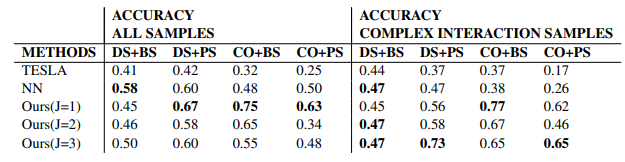 ACCURACY ACCURACY
ALL SAMPLES COMPLEX INTERACTION SAMPLES
METHODS DS+BS DS+PS CO+BS CO+PS DS+BS DS+PS CO+BS CO+PS
TESLA 0.41 0.42 0.32 0.25 0.44 0.37 0.37 0.17
NN 0.58 0.60 0.48 0.50 0.47 0.47 0.38 0.26
Ours(J=1) 0.45 0.67 0.75 0.63 0.45 0.56 0.77 0.62
Ours(J=2) 0.46 0.58 0.65 0.34 0.47 0.58 0.67 0.46
Ours(J=3) 0.50 0.60 0.55 0.48 0.47 0.73 0.65 0.65